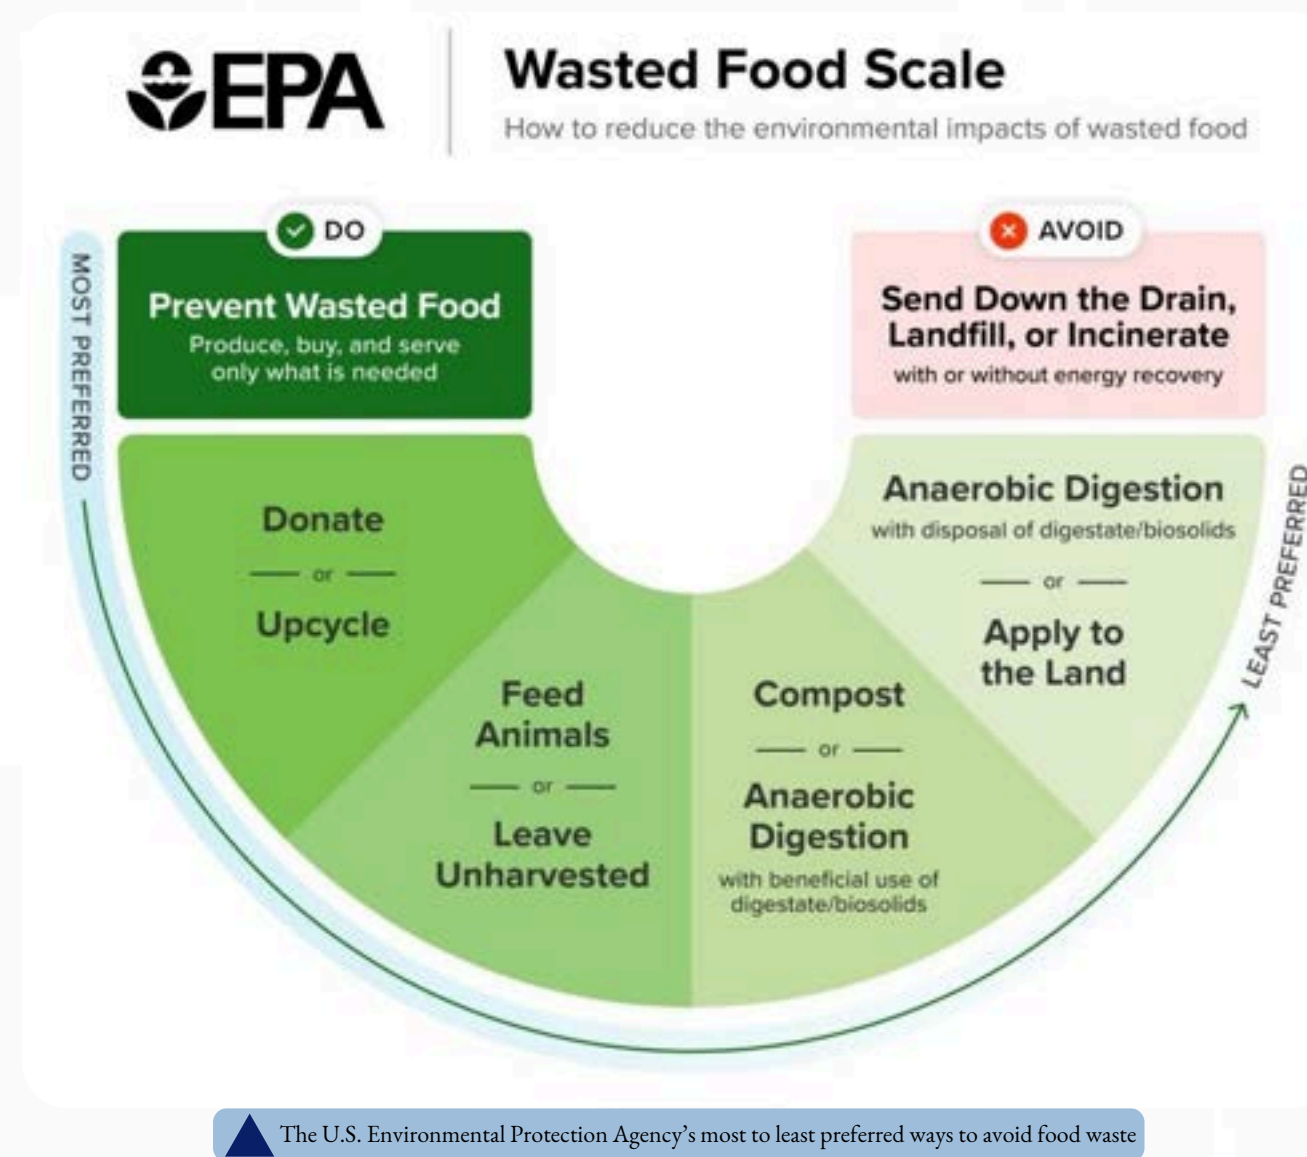 EPA
Wasted Food Scale
How to reduce the environmental impacts of wasted food
MOST PREFERRED
DO
Prevent Wasted Food
Produce, buy, and serve
only what is needed
Donate
or
Upcycle
Feed
Animals
or
Leave
Unharvested
Compost
or
Anaerobic
Digestion
with beneficial use of
digestate/biosolids
Anaerobic Digestion
with disposal of digestate/biosolids
or
Apply to
the Land
AVOID
Send Down the Drain,
Landfill, or Incinerate
with or without energy recovery
LEAST PREFERRED
The U.S. Environmental Protection Agency’s most to least preferred ways to avoid food waste